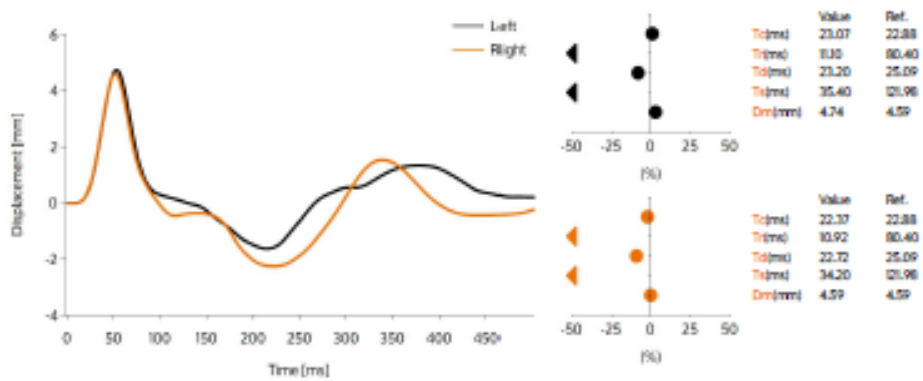 Left
Rlight
6
4
2
0
-2
-4
Displacement [mm]
0 50 100 150 200 250 300 350 400 450
Time [ms]
-50 -25 0 25 50
(%)
Value Ref.
Tc(ms) 23.07 22.88
Tr(ms) 11.10 80.40
Td(ms) 23.20 25.09
Ts(ms) 35.40 121.98
Dm(mm) 4.74 4.59
-50 -25 0 25 50
(%)
Value Ref.
Tc(ms) 22.37 22.88
Tr(ms) 10.92 80.40
Td(ms) 22.72 25.09
Ts(ms) 34.20 121.98
Dm(mm) 4.59 4.59